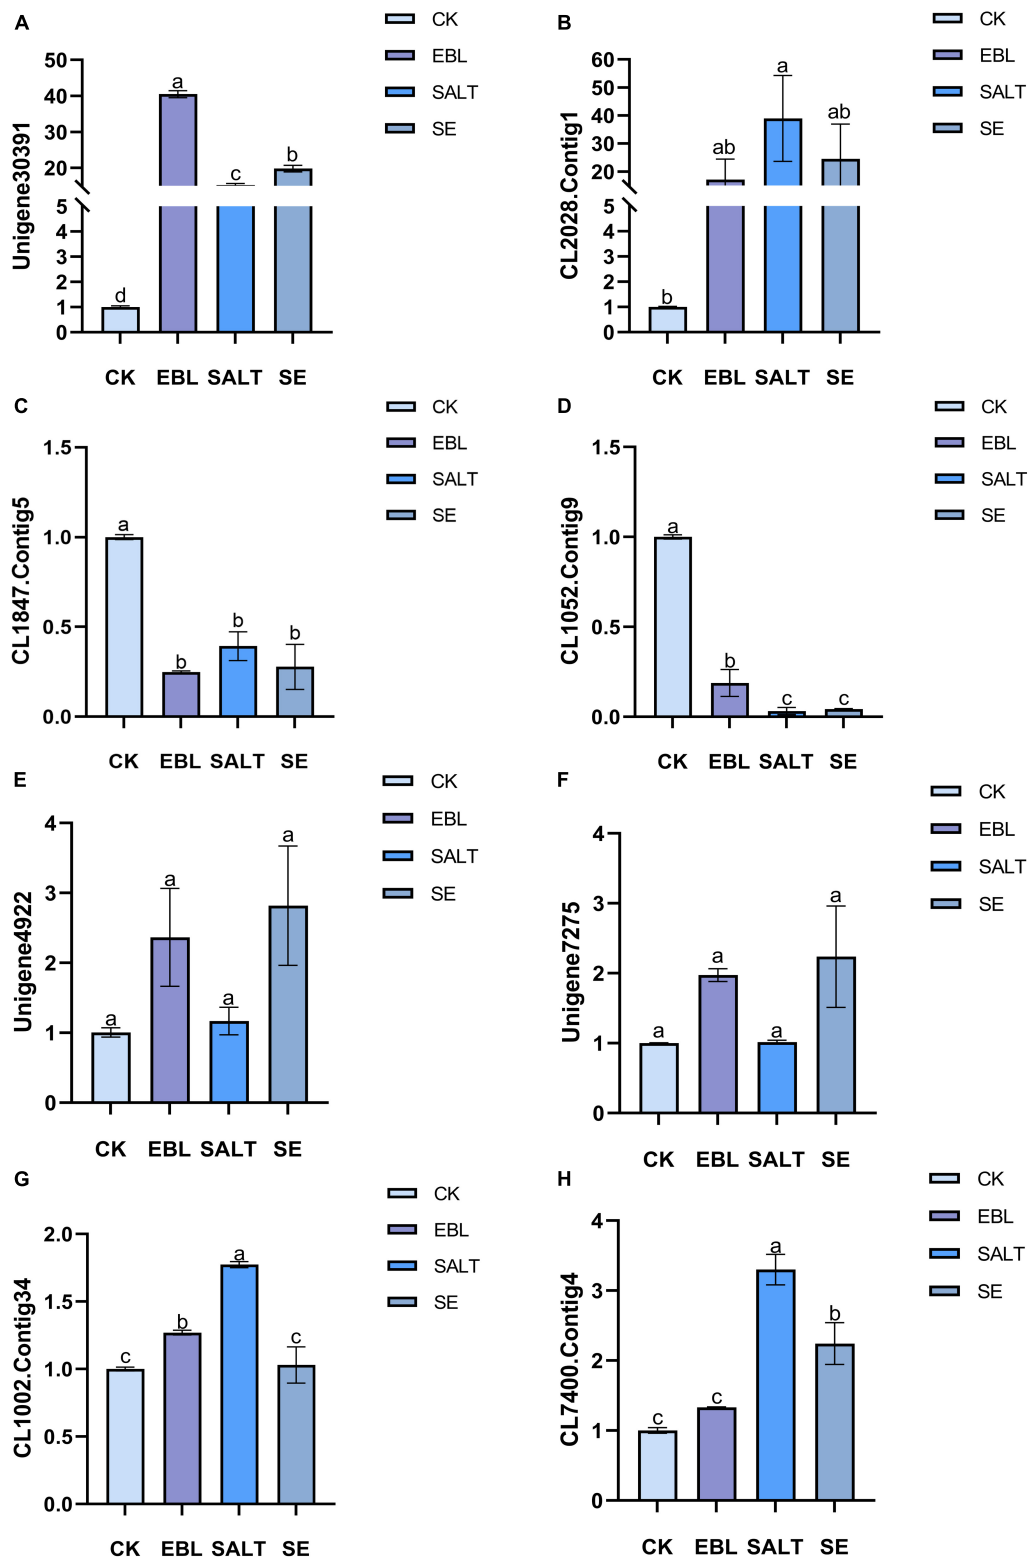 A
CK
EBL
SALT
SE
Unigene30391
50
40
30
20
5
4
3
2
1
0
d
a
c
b
CK EBL SALT SE
B
CK
EBL
SALT
SE
CL2028.Contig1
60
50
40
30
20
5
4
3
2
1
0
b
ab
a
ab
CK EBL SALT SE
C
CK
EBL
SALT
SE
CL1847.Contig5
1.5
1.0
0.5
0.0
a
b
b
b
CK EBL SALT SE
D
CK
EBL
SALT
SE
CL1052.Contig9
1.5
1.0
0.5
0.0
a
b
c
c
CK EBL SALT SE
E
CK
EBL
SALT
SE
Unigene4922
4
3
2
1
0
a
a
a
a
CK EBL SALT SE
F
CK
EBL
SALT
SE
Unigene7275
4
3
2
1
0
a
a
a
a
CK EBL SALT SE
G
CK
EBL
SALT
SE
CL1002.Contig34
2.0
1.5
1.0
0.5
0.0
c
b
a
c
CK EBL SALT SE
H
CK
EBL
SALT
SE
CL7400.Contig4
4
3
2
1
0
c
c
a
b
CK EBL SALT SE